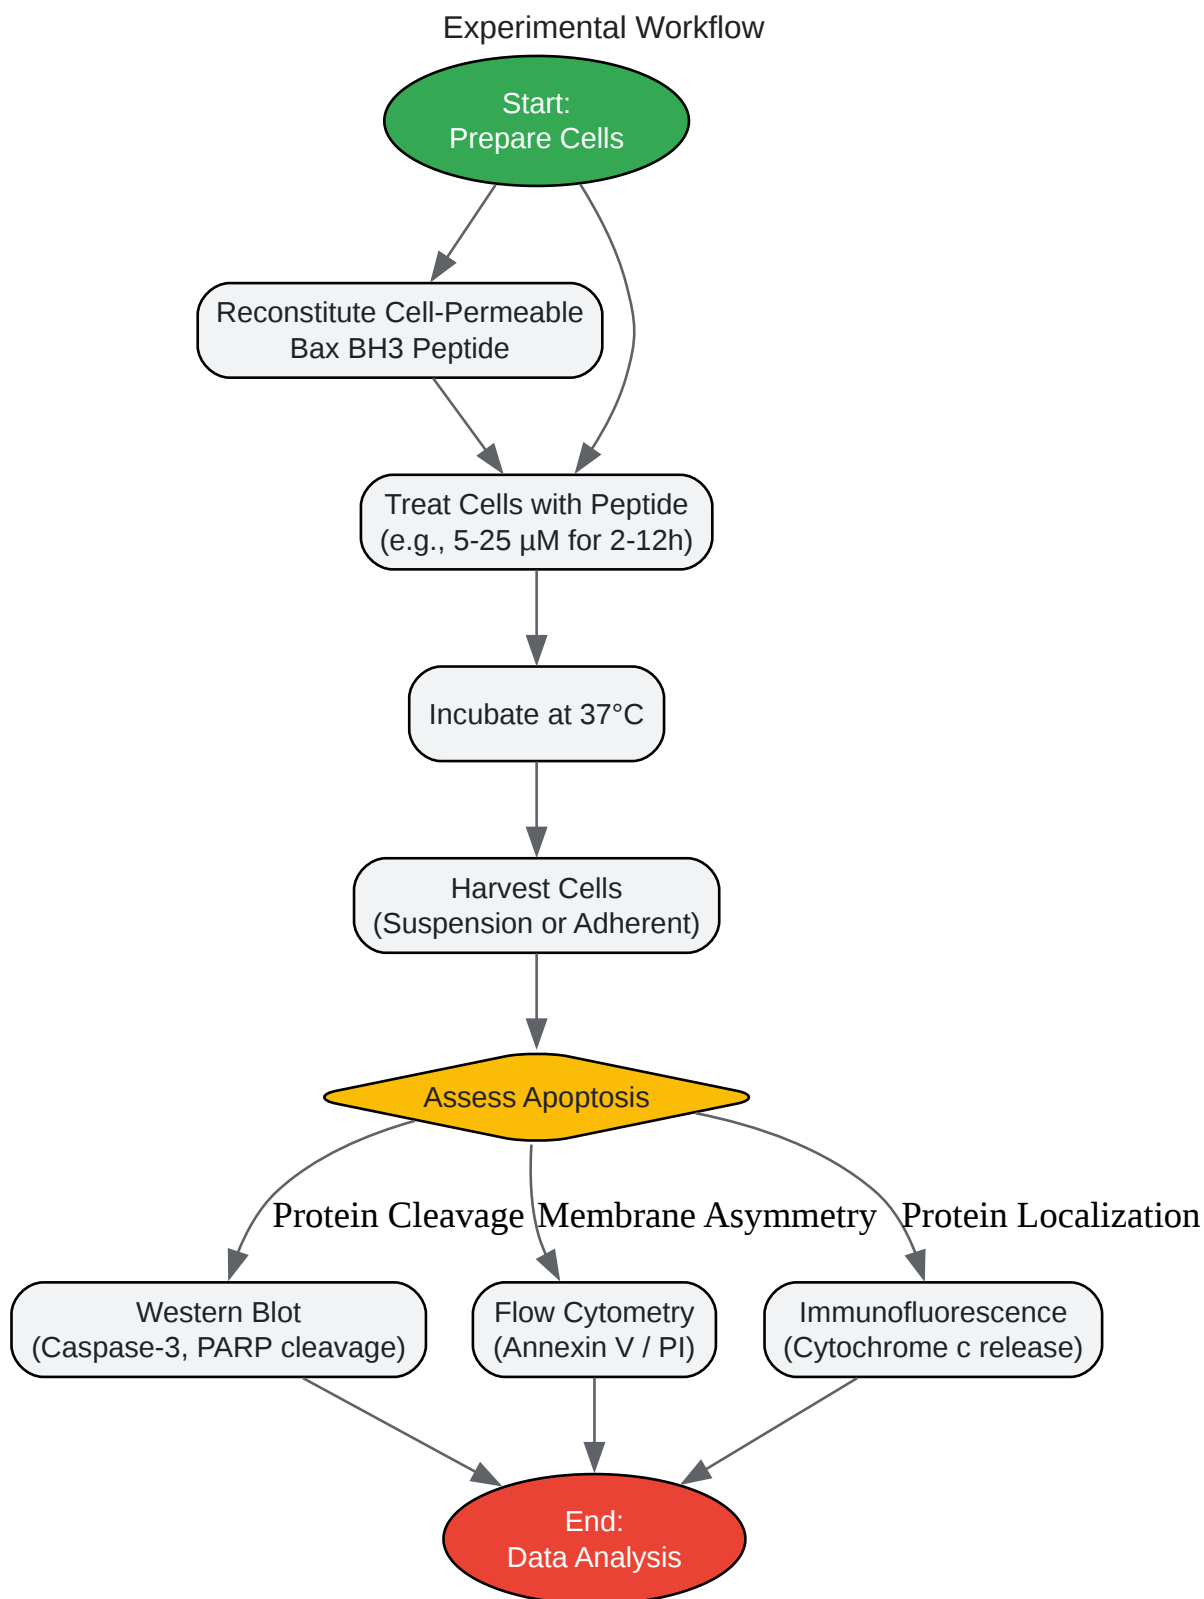 Experimental Workflow
Start:
Prepare Cells
Reconstitute Cell-Permeable
Bax BH3 Peptide
Treat Cells with Peptide
(e.g., 5-25 µM for 2-12h)
Incubate at 37°C
Harvest Cells
(Suspension or Adherent)
Assess Apoptosis
Protein Cleavage
Membrane Asymmetry
Protein Localization
Western Blot
(Caspase-3, PARP cleavage)
Flow Cytometry
(Annexin V / PI)
Immunofluorescence
(Cytochrome c release)
End:
Data Analysis